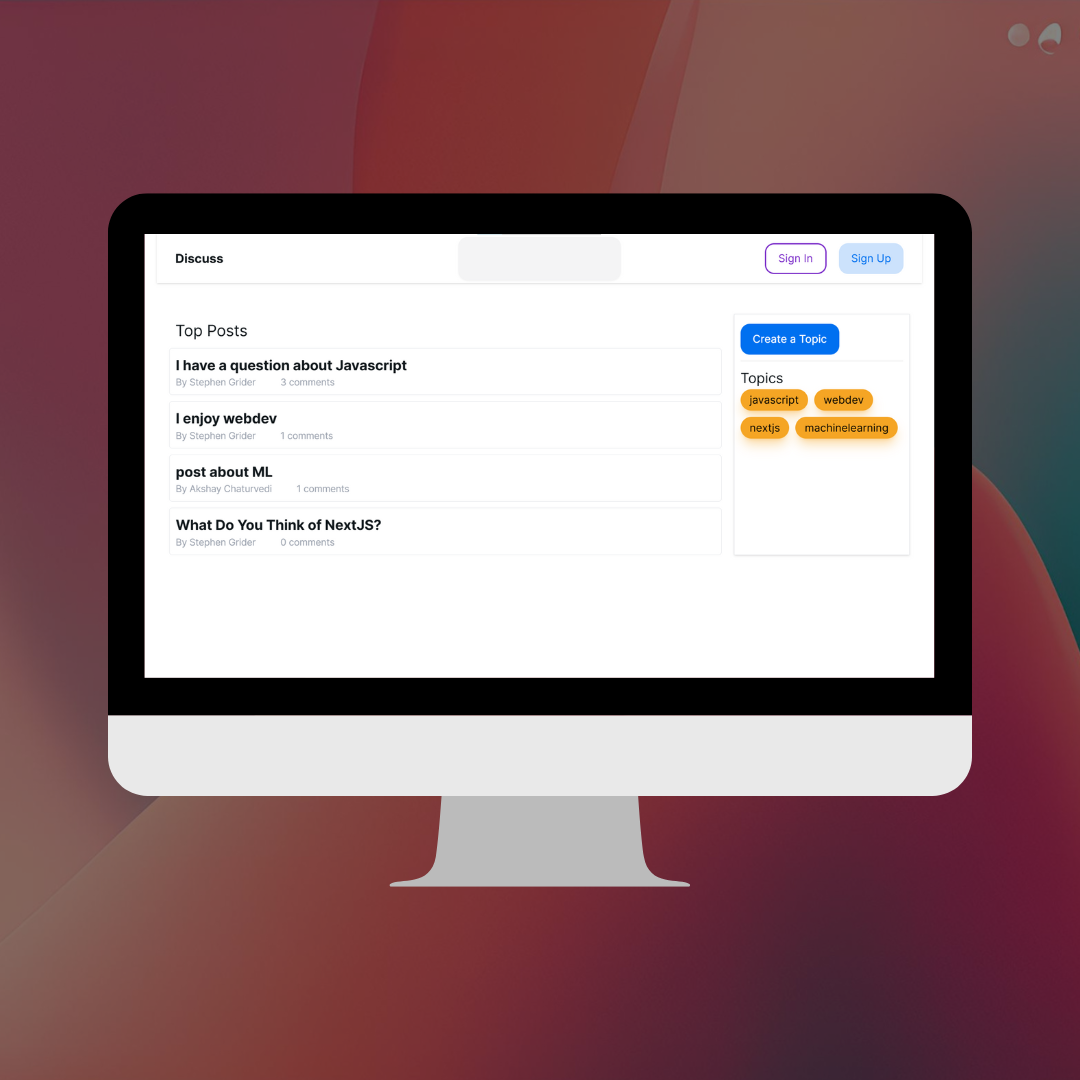 Discuss
Sign In
Sign Up
Top Posts
I have a question about Javascript
By Stephen Grider 3 comments
I enjoy webdev
By Stephen Grider 1 comments
post about ML
By Akshay Chaturvedi 1 comments
What Do You Think of NextJS?
By Stephen Grider 0 comments
Create a Topic
Topics
javascript webdev
nextjs machinelearning